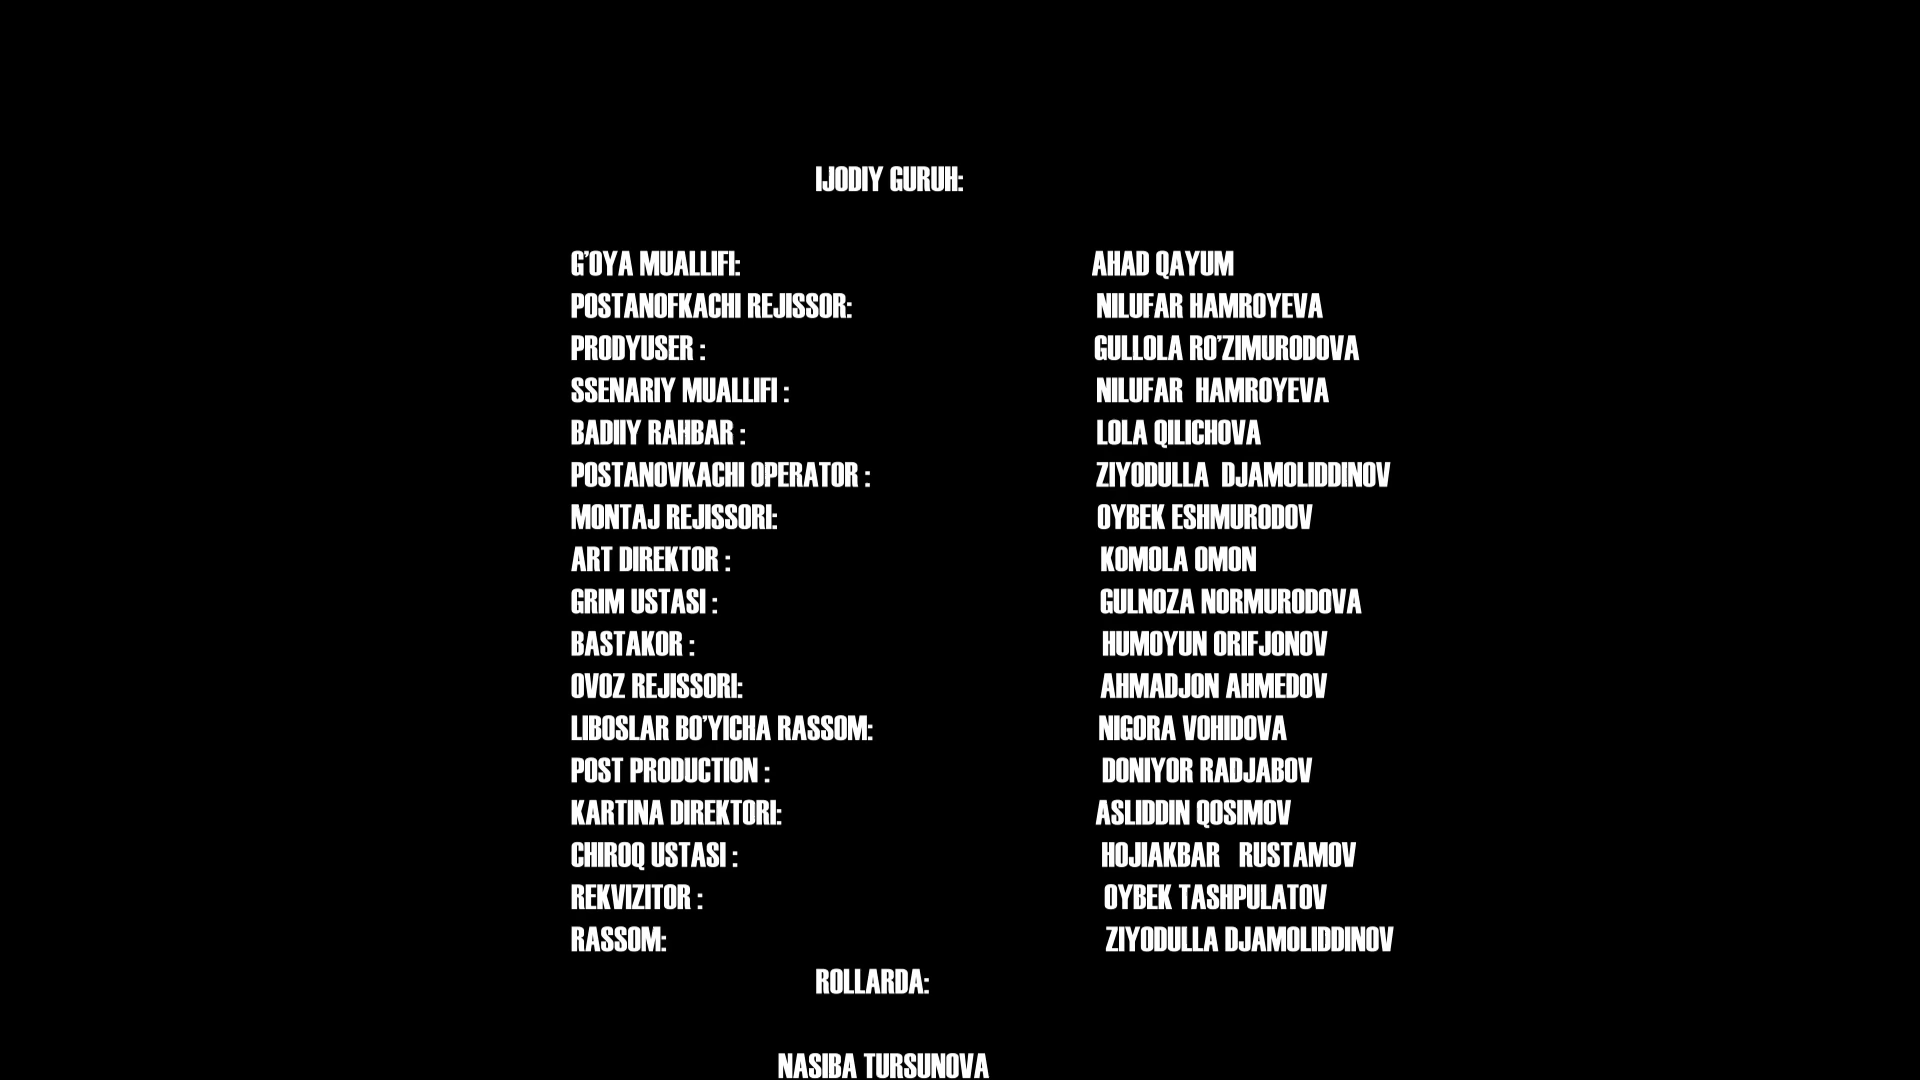 IJODIY GURUH:
G'OYA MUALLIFI: AHAD QAYUM
POSTANOFKACHI REJISSOR: NILUFAR HAMROYEVA
PRODYUSER : GULLOLA RO'ZIMURODOVA
SSENARIY MUALLIFI : NILUFAR HAMROYEVA
BADIIY RAHBAR : LOLA QILICHOVA
POSTANOVKACHI OPERATOR : ZIYODULLA DJAMOLIDDINOV
MONTAJ REJISSORI: OYBEK ESHMURODOV
ART DIREKTOR : KOMOLA OMON
GRIM USTASI : GULNOZA NORMURODOVA
BASTAKOR : HUMOYUN ORIFJONOV
OVOZ REJISSORI: AHMADJON AHMEDOV
LIBOSLAR BO'YICHA RASSOM: NIGORA VOHIDOVA
POST PRODUCTION : DONIYOR RADJABOV
KARTINA DIREKTORI: ASLIDDIN QOSIMOV
CHIROQ USTASI : HOJIAKBAR RUSTAMOV
REKVIZITOR : OYBEK TASHPULATOV
RASSOM: ZIYODULLA DJAMOLIDDINOV
ROLLARDA:
NASIBA TURSUNOVA